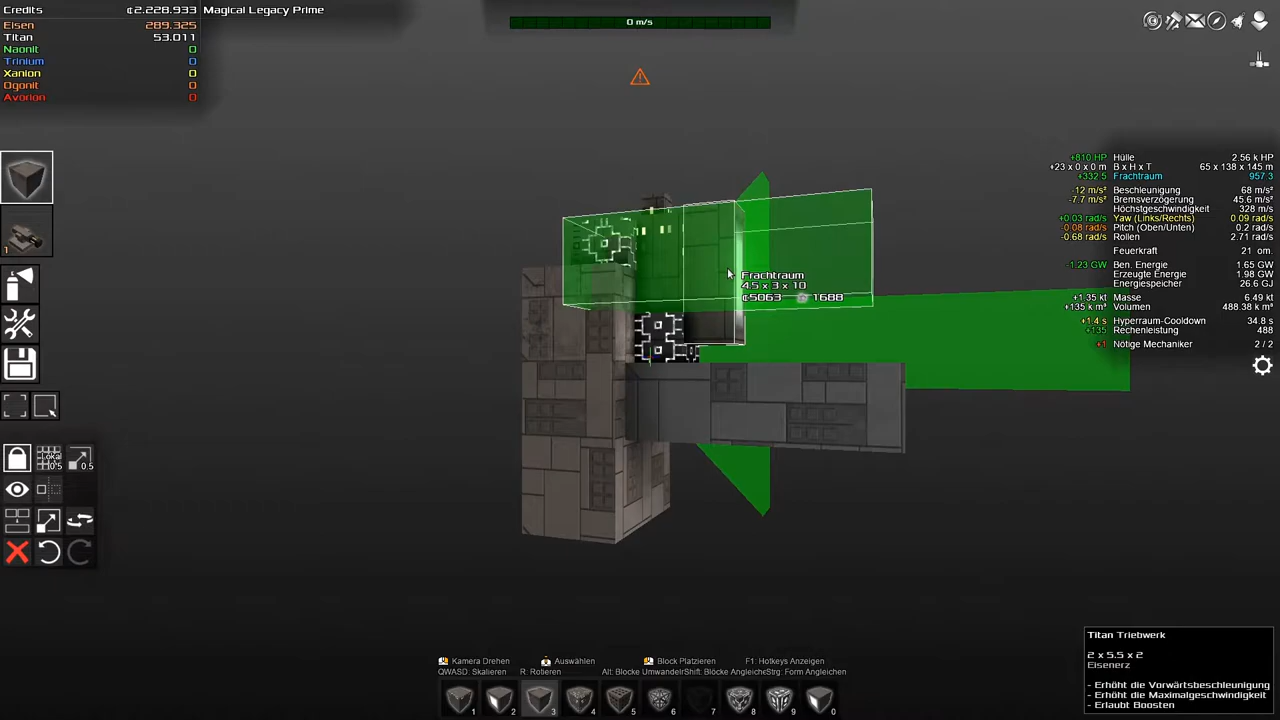 Credits ¢2.228.933 Magical Legacy Prime
Eisen 289.325
Titan 53.011
Naonit 0
Trinium 0
Xanion 0
Ogonit 0
Avorion 0
0 m/s
+810 HP Hülle 2.56 k HP
+23 x 0 x 0 m B x H x T 65 x 138 x 145 m
+332.5 Frachtraum 957.3
-12 m/s² Beschleunigung 68 m/s²
-7.7 m/s² Bremsverzögerung 45.6 m/s²
Höchstgeschwindigkeit 328 m/s
+0.03 rad/s Yaw (Links/Rechts) 0.09 rad/s
-0.08 rad/s Pitch (Oben/Unten) 0.2 rad/s
-0.68 rad/s Rollen 2.71 rad/s
Feuerkraft 21 om.
-1.23 GW Ben. Energie 1.65 GW
Erzeugte Energie 1.98 GW
Energiespeicher 26.6 GJ
+1.35 kt Masse 6.49 kt
+135 k m³ Volumen 488.38 k m³
+1.4 s Hyperraum-Cooldown 34.8 s
+135 Rechenleistung 488
+1 Nötige Mechaniker 2 / 2
Frachtraum
4.5 x 3 x 10
¢5063 1688
1
Lokal
0.5 0.5
Titan Triebwerk
2 x 5.5 x 2
Eisenerz
- Erhöht die Vorwärtsbeschleunigung
- Erhöht die Maximalgeschwindigkeit
- Erlaubt Boosten
Kamera Drehen Auswählen Block Platzieren F1: Hotkeys Anzeigen
QWASD: Skalieren R: Rotieren Alt: Blöcke Umwandeln Shift: Blöcke Angleichen Strg: Form Angleichen
1 2 3 4 5 6 7 8 9 0